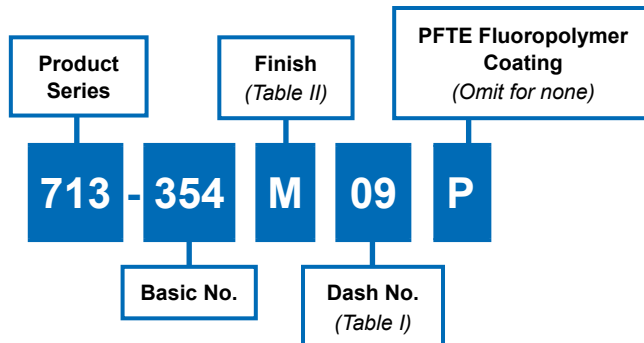 PFTE Fluoropolymer
Coating
(Omit for none)
Product
Series
Finish
(Table II)
713 - 354 M 09 P
Basic No.
Dash No.
(Table I)